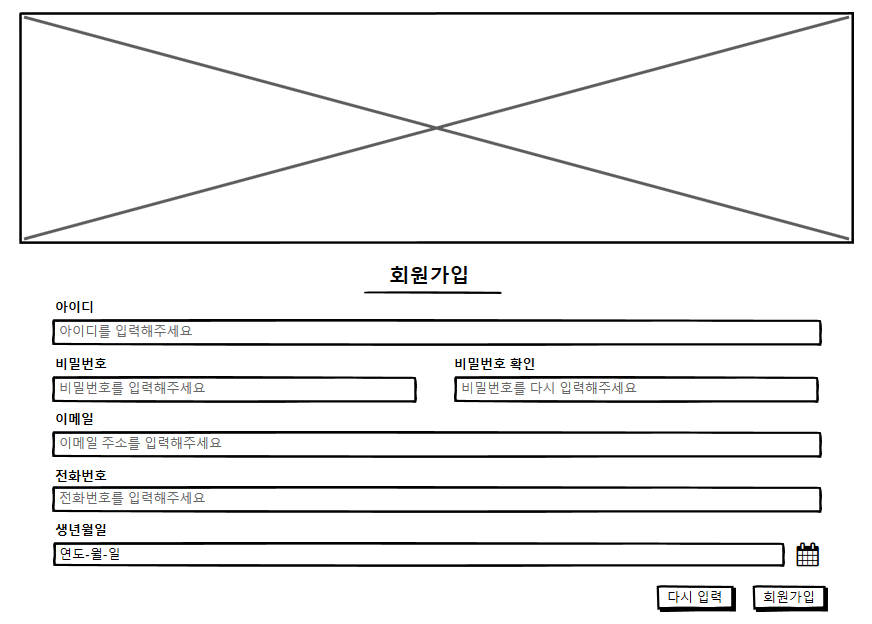 회원가입
아이디
아이디를 입력해주세요
비밀번호 비밀번호 확인
비밀번호를 입력해주세요 비밀번호를 다시 입력해주세요
이메일
이메일 주소를 입력해주세요
전화번호
전화번호를 입력해주세요
생년월일
연도-월-일
다시 입력 회원가입